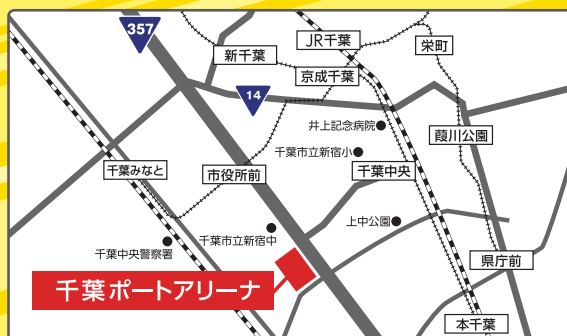 357
JR千葉
栄町
新千葉
京成千葉
14
井上記念病院
葭川公園
千葉市立新宿小
千葉みなと
市役所前
千葉中央
上中公園
千葉市立新宿中
千葉中央警察署
県庁前
千葉ポートアリーナ
本千葉